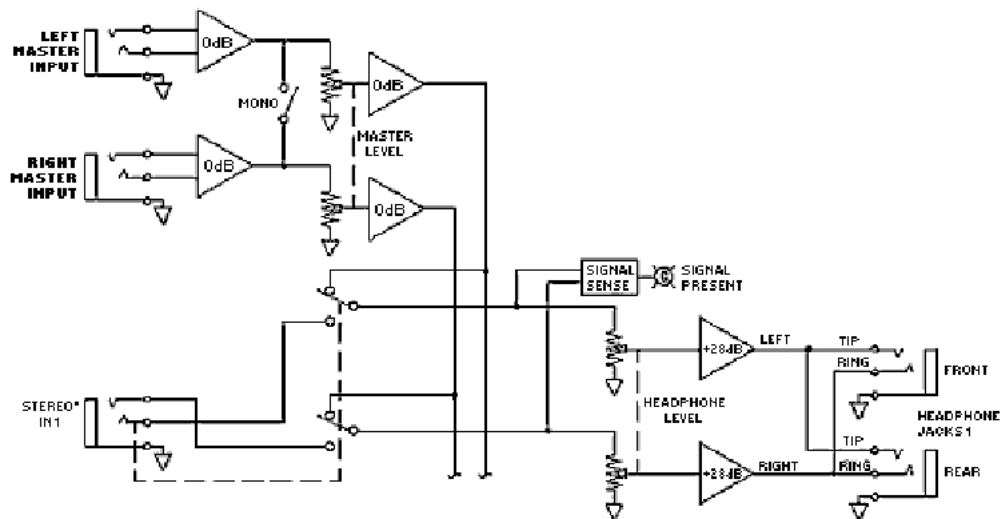 LEFT
MASTER
INPUT
0dB
0dB
MONO
MASTER
LEVEL
RIGHT
MASTER
INPUT
0dB
0dB
SIGNAL
SENSE
SIGNAL
PRESENT
STEREO*
IN1
+28dB
LEFT
TIP
RING
FRONT
HEADPHONE
LEVEL
HEADPHONE
JACKS1
TIP
+28dB
RIGHT
RING
REAR